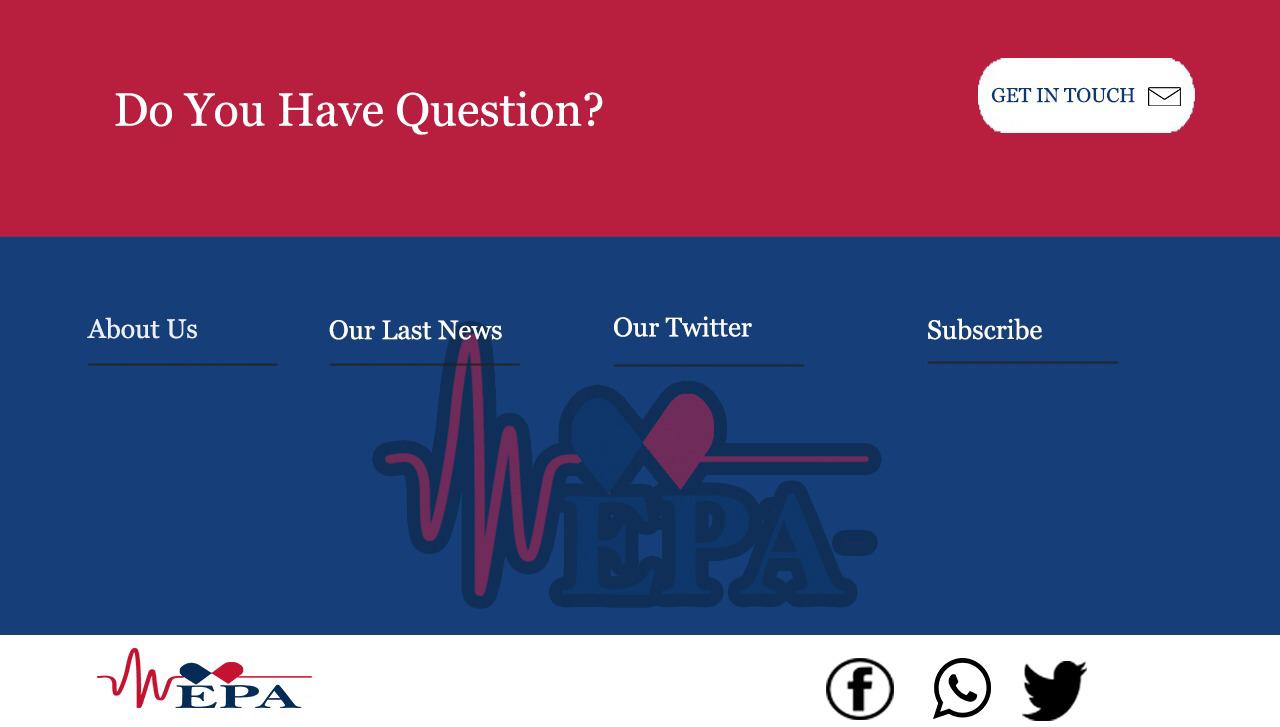 Do You Have Question?
GET IN TOUCH
About Us
Our Last News
Our Twitter
Subscribe
EPA-
EPA